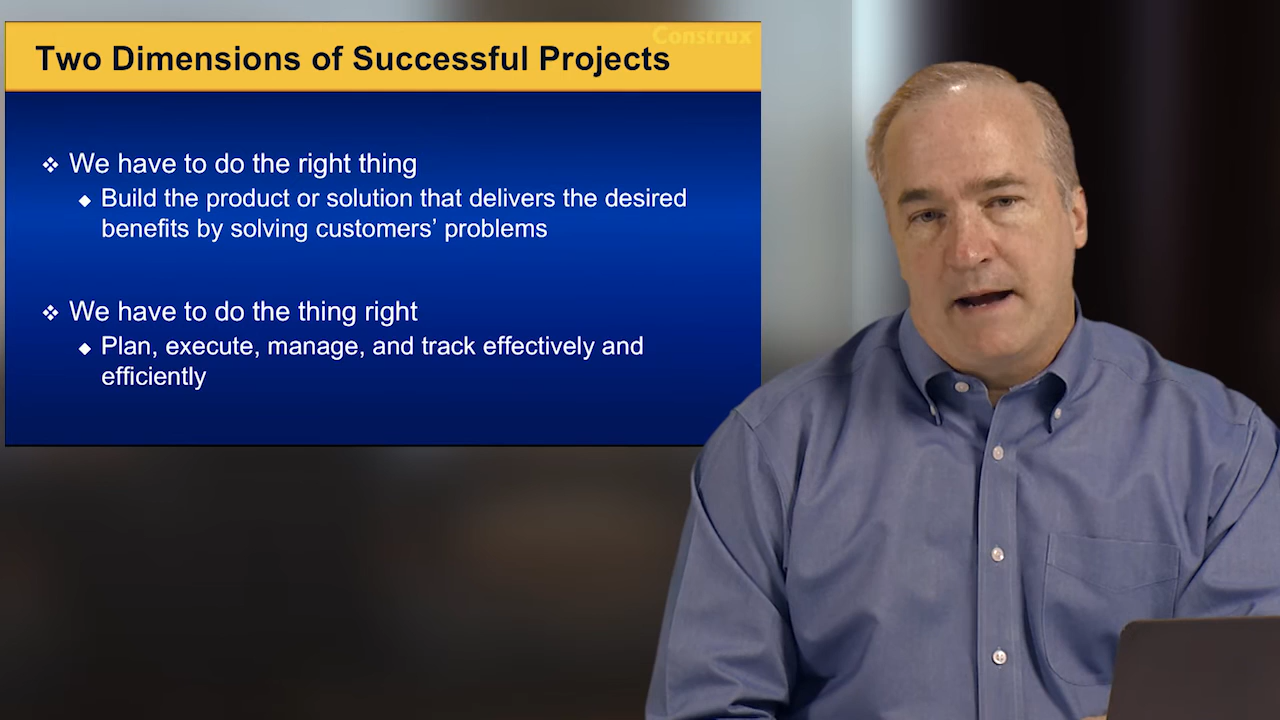 Construx
Two Dimensions of Successful Projects
❖ We have to do the right thing
◆ Build the product or solution that delivers the desired
benefits by solving customers’ problems
❖ We have to do the thing right
◆ Plan, execute, manage, and track effectively and
efficiently